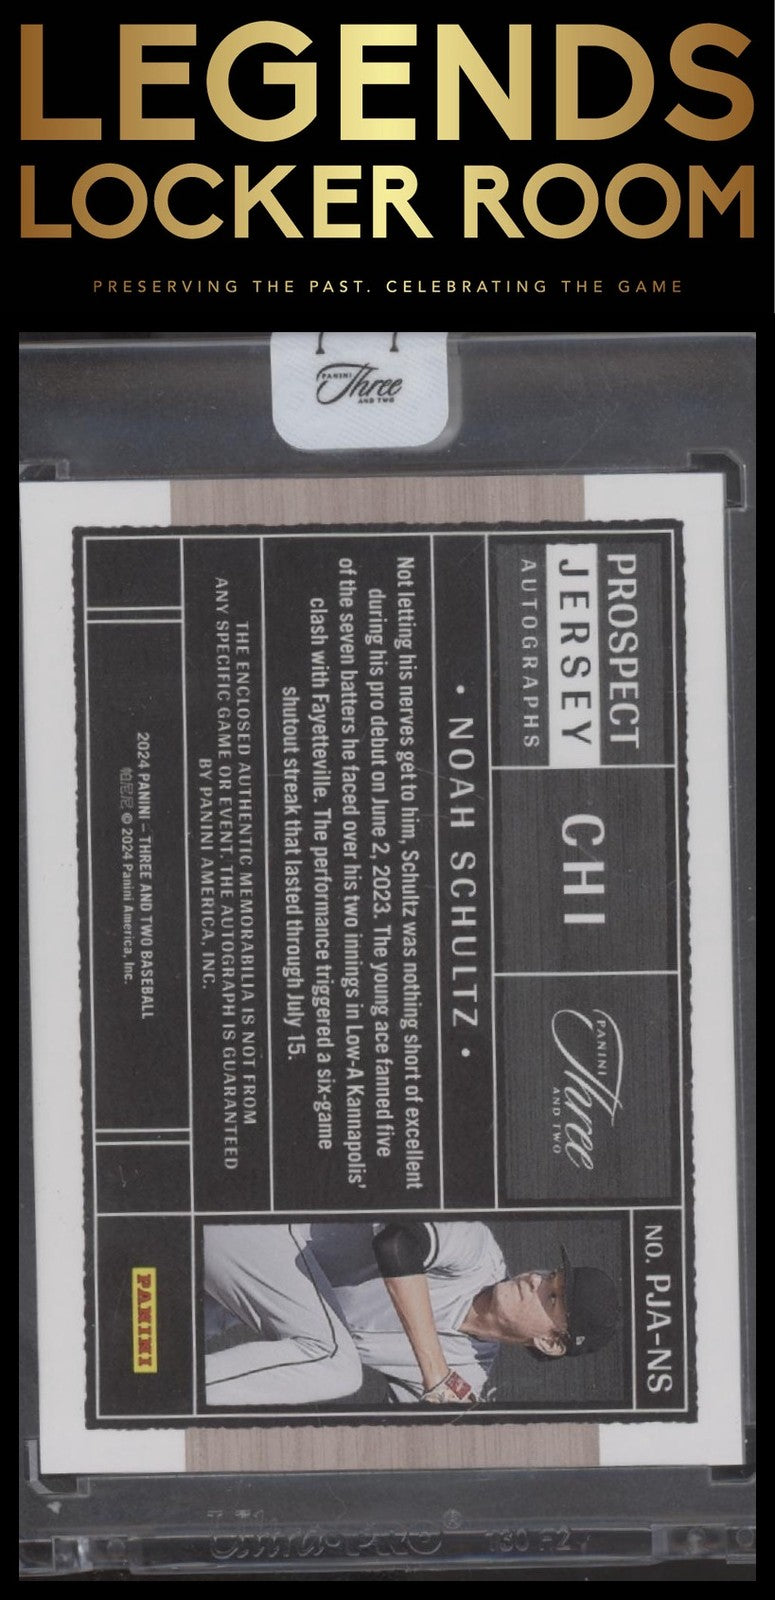 LEGENDS
LOCKER ROOM
PRESERVING THE PAST. CELEBRATING THE GAME
PANINI
Three
AND TWO
PROSPECT
JERSEY
AUTOGRAPHS
CHI
PANINI
Three
AND TWO
NO. PJA-NS
• NOAH SCHULTZ •
Not letting his nerves get to him, Schultz was nothing short of excellent
during his pro debut on June 2, 2023. The young ace fanned five
of the seven batters he faced over his two innings in Low-A Kannapolis'
clash with Fayetteville. The performance triggered a six-game
shutout streak that lasted through July 15.
THE ENCLOSED AUTHENTIC MEMORABILIA IS NOT FROM
ANY SPECIFIC GAME OR EVENT. THE AUTOGRAPH IS GUARANTEED
BY PANINI AMERICA, INC.
2024 PANINI – THREE AND TWO BASEBALL
帕尼尼 © 2024 Panini America, Inc.
PANINI